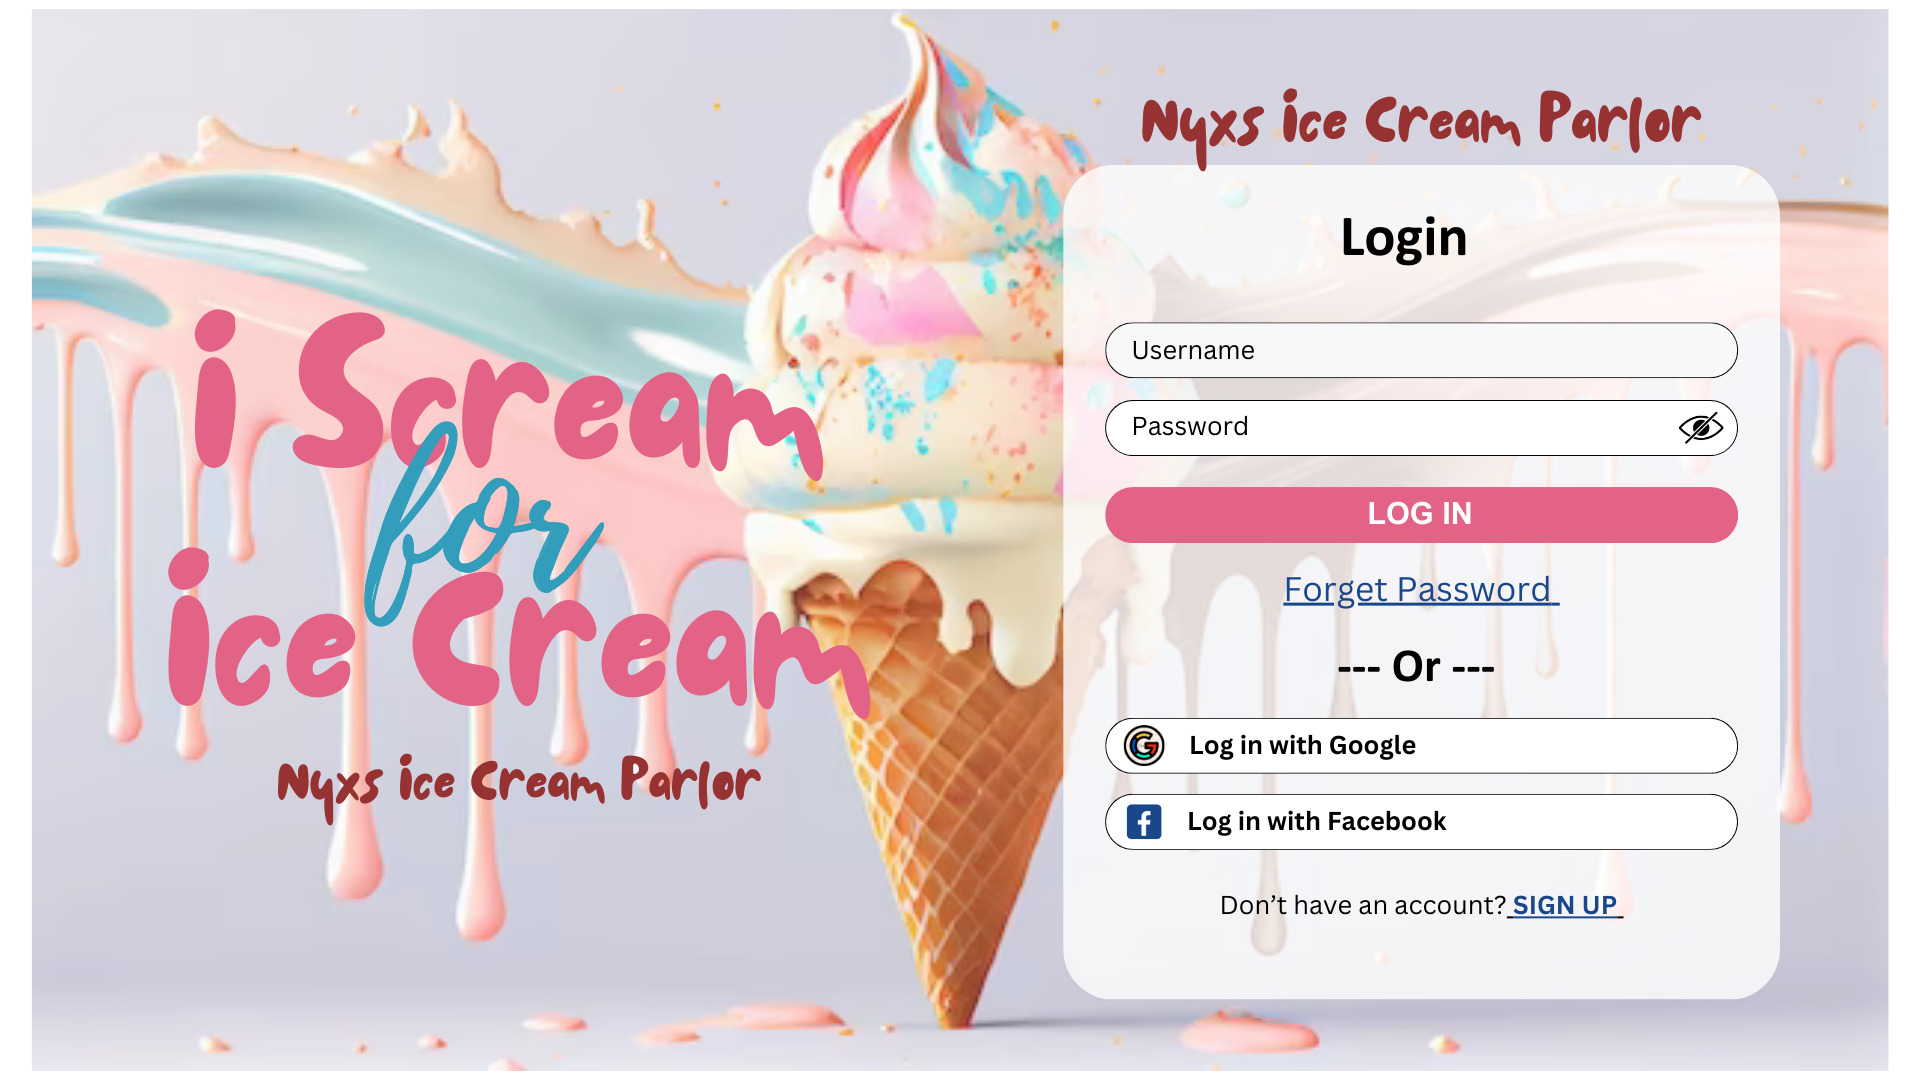 i Scream
for
ice Cream
Nyxs ice Cream Parlor
Nyxs ice Cream Parlor
Login
Username
Password
LOG IN
Forget Password
--- Or ---
Log in with Google
Log in with Facebook
Don’t have an account? SIGN UP